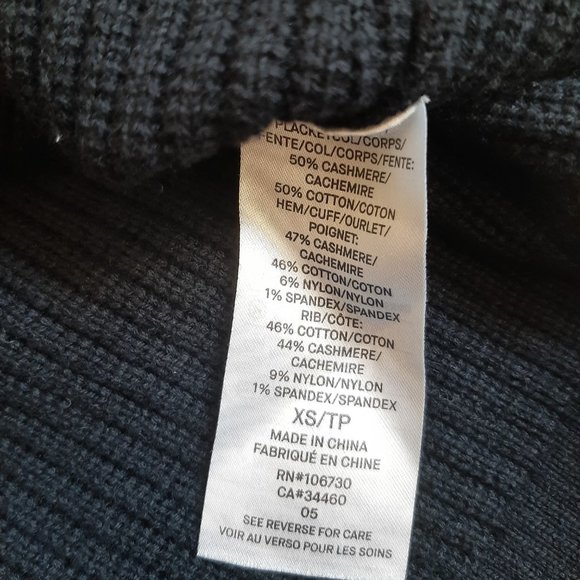 PLACKET/COL/CORPS/
FENTE/COL/CORPS/FENTE:
50% CASHMERE/
CACHEMIRE
50% COTTON/COTON
HEM/CUFF/OURLET/
POIGNET:
47% CASHMERE/
CACHEMIRE
46% COTTON/COTON
6% NYLON/NYLON
1% SPANDEX/SPANDEX
RIB/CÔTE:
46% COTTON/COTON
44% CASHMERE/
CACHEMIRE
9% NYLON/NYLON
1% SPANDEX/SPANDEX
XS/TP
MADE IN CHINA
FABRIQUÉ EN CHINE
RN#106730
CA#34460
05
SEE REVERSE FOR CARE
VOIR AU VERSO POUR LES SOINS